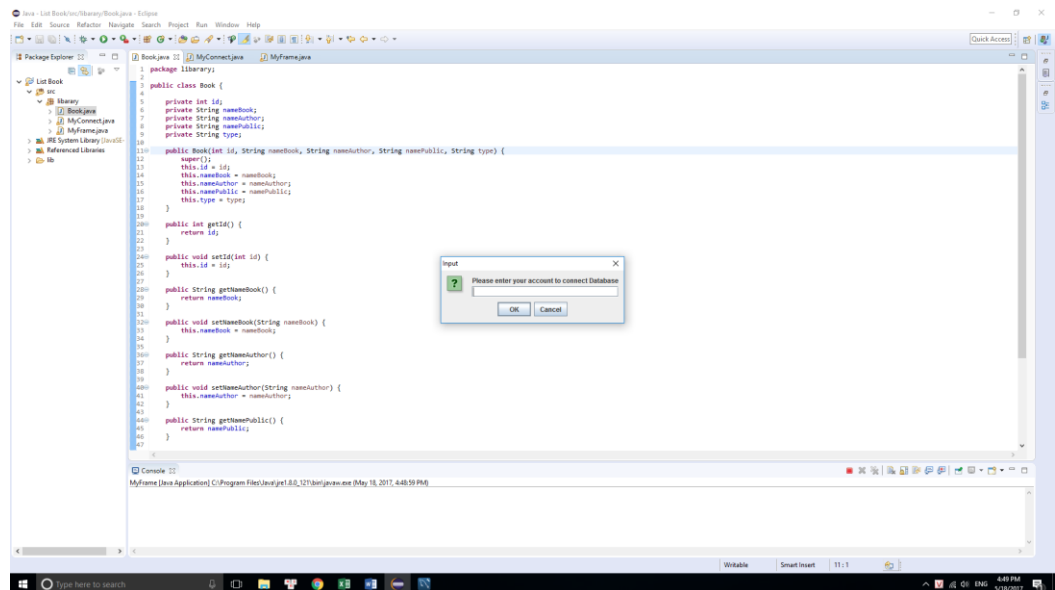 Java - List Book/src/libarary/Book.java - Eclipse
File Edit Source Refactor Navigate Search Project Run Window Help
Quick Access
Package Explorer
Book.java
MyConnect.java
MyFrame.java
List Book
src
libarary
Book.java
MyConnect.java
MyFrame.java
JRE System Library [JavaSE-
Referenced Libraries
lib
1 package libarary;
2
3 public class Book {
4
5 private int id;
6 private String nameBook;
7 private String nameAuthor;
8 private String namePublic;
9 private String type;
10
11 public Book(int id, String nameBook, String nameAuthor, String namePublic, String type) {
12 super();
13 this.id = id;
14 this.nameBook = nameBook;
15 this.nameAuthor = nameAuthor;
16 this.namePublic = namePublic;
17 this.type = type;
18 }
19
20 public int getId() {
21 return id;
22 }
23
24 public void setId(int id) {
25 this.id = id;
26 }
27
28 public String getNameBook() {
29 return nameBook;
30 }
31
32 public void setNameBook(String nameBook) {
33 this.nameBook = nameBook;
34 }
35
36 public String getNameAuthor() {
37 return nameAuthor;
38 }
39
40 public void setNameAuthor(String nameAuthor) {
41 this.nameAuthor = nameAuthor;
42 }
43
44 public String getNamePublic() {
45 return namePublic;
46 }
47
Input
Please enter your account to connect Database
OK
Cancel
Console
MyFrame [Java Application] C:\Program Files\Java\jre1.8.0_121\bin\javaw.exe (May 18, 2017, 4:48:59 PM)
Writable
Smart Insert
11 : 1
Type here to search
ENG
4:49 PM
5/18/2017